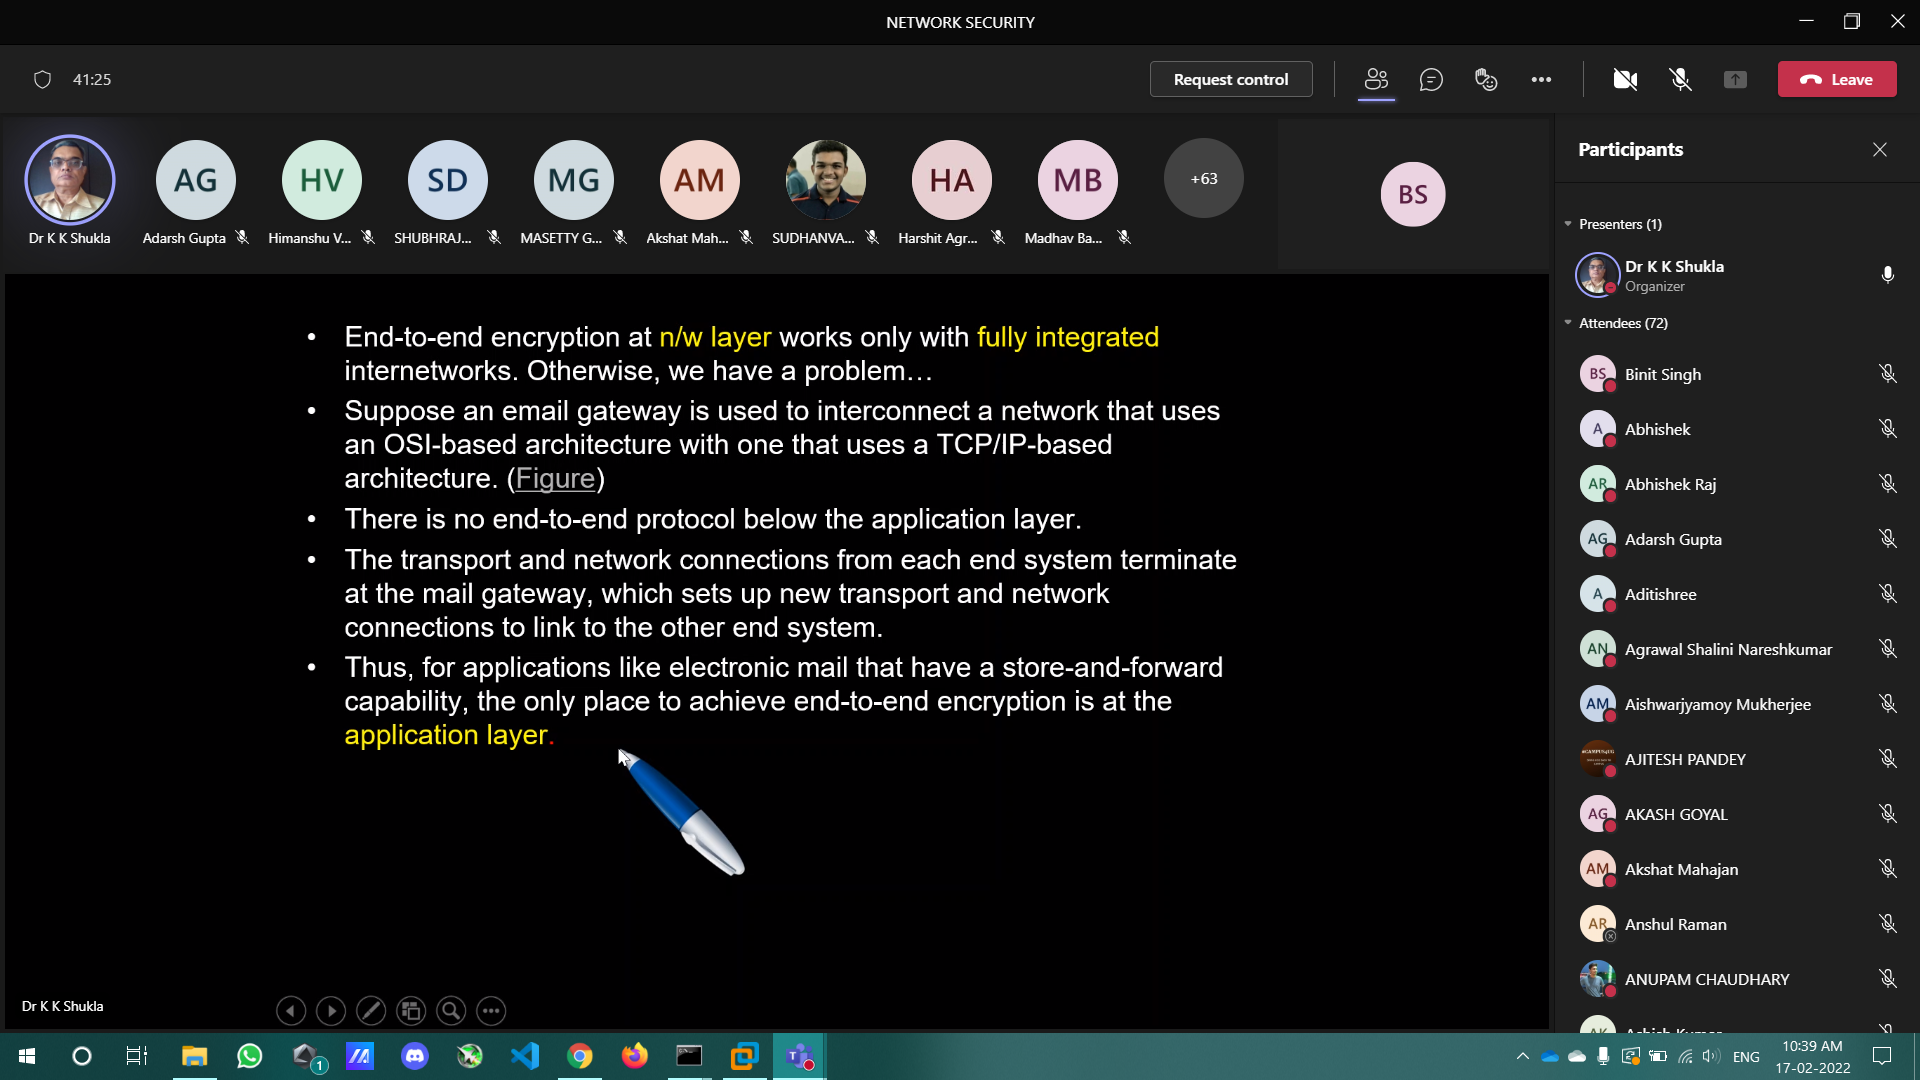 NETWORK SECURITY
41:25
Request control
Leave
AG
HV
SD
MG
AM
HA
MB
+63
BS
Dr K K Shukla
Adarsh Gupta
Himanshu V...
SHUBHRAJ...
MASETTY G...
Akshat Mah...
SUDHANVA...
Harshit Agr...
Madhav Ba...
• End-to-end encryption at n/w layer works only with fully integrated
internetworks. Otherwise, we have a problem…
• Suppose an email gateway is used to interconnect a network that uses
an OSI-based architecture with one that uses a TCP/IP-based
architecture. (Figure)
• There is no end-to-end protocol below the application layer.
• The transport and network connections from each end system terminate
at the mail gateway, which sets up new transport and network
connections to link to the other end system.
• Thus, for applications like electronic mail that have a store-and-forward
capability, the only place to achieve end-to-end encryption is at the
application layer.
Dr K K Shukla
Participants
Presenters (1)
Dr K K Shukla
Organizer
Attendees (72)
BS Binit Singh
A Abhishek
AR Abhishek Raj
AG Adarsh Gupta
A Aditishree
AN Agrawal Shalini Nareshkumar
AM Aishwarjyamoy Mukherjee
AJITESH PANDEY
AG AKASH GOYAL
AM Akshat Mahajan
AR Anshul Raman
ANUPAM CHAUDHARY
AK Ashish Kumar
1
T
ENG
10:39 AM
17-02-2022